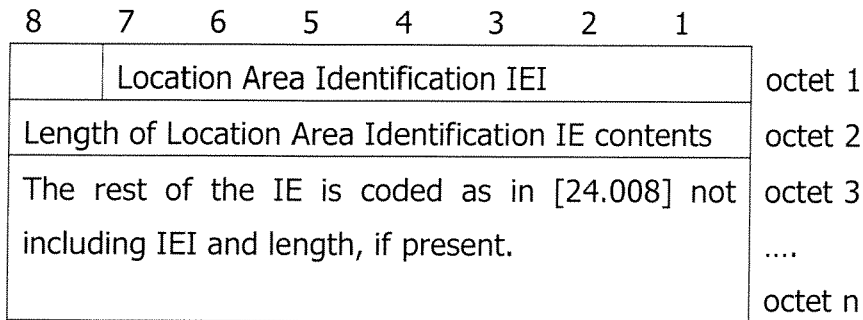 8 7 6 5 4 3 2 1
Location Area Identification IEI octet 1
Length of Location Area Identification IE contents octet 2
The rest of the IE is coded as in [24.008] not octet 3
including IEI and length, if present. ....
octet n